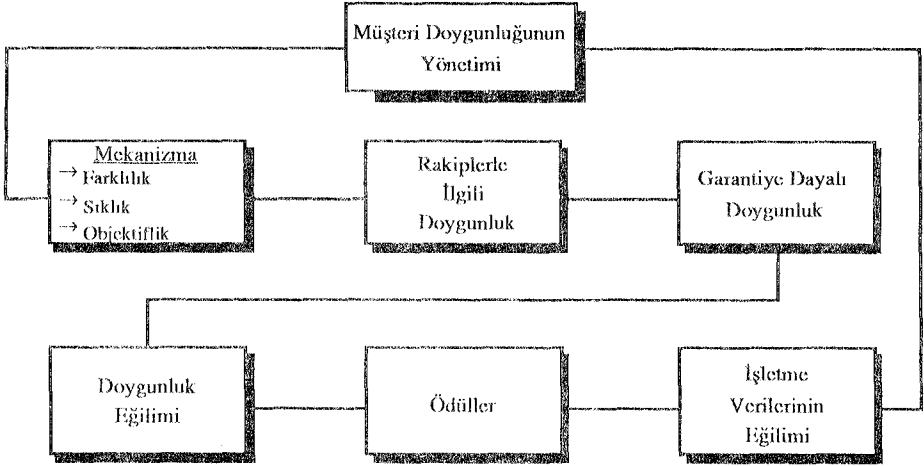 Müşteri Doygunluğunun
Yönetimi
Mekanizma
→ Farklılık
→ Sıklık
→ Objektiflik
Rakiplerle
İlgili
Doygunluk
Garantiye Dayalı
Doygunluk
Doygunluk
Eğilimi
Ödüller
İşletme
Verilerinin
Eğilimi